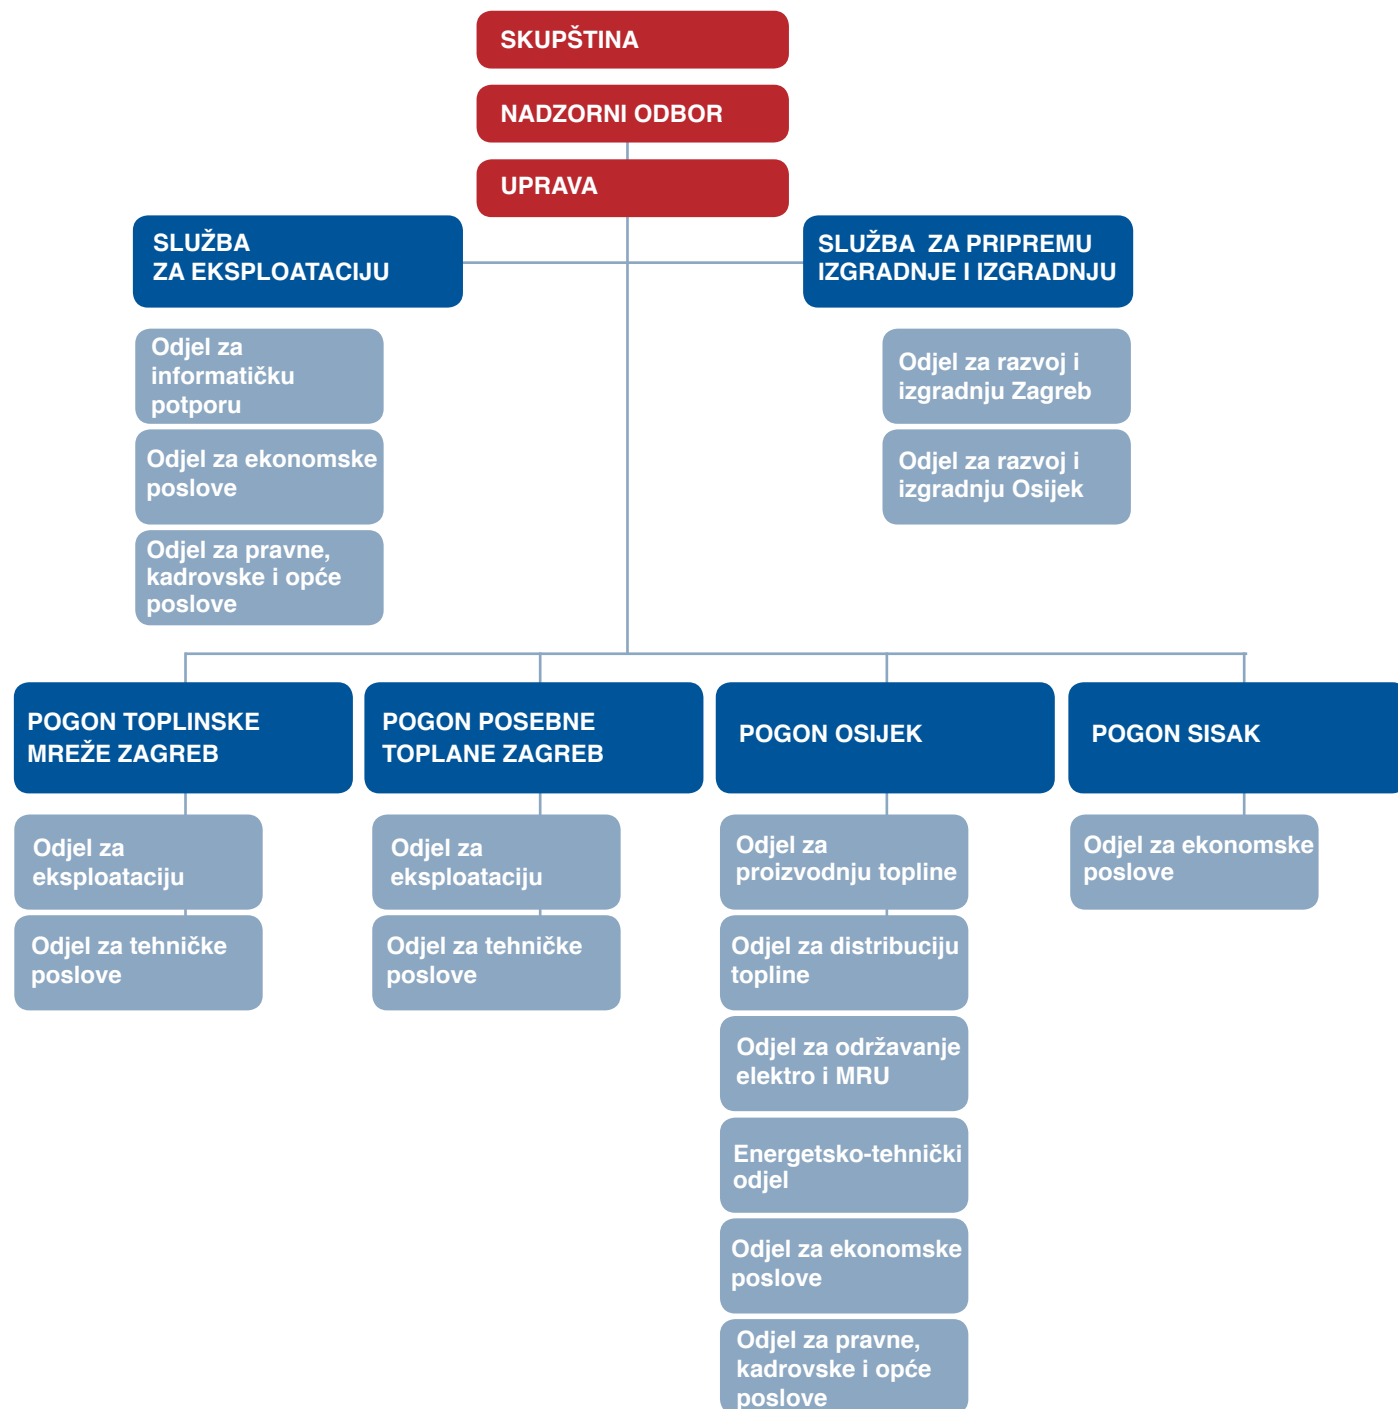 SKUPŠTINA
NADZORNI ODBOR
UPRAVA
SLUŽBA
ZA EKSPLOATACIJU
SLUŽBA ZA PRIPREMU
IZGRADNJE I IZGRADNJU
Odjel za
informatičku
potporu
Odjel za ekonomske
poslove
Odjel za pravne,
kadrovske i opće
poslove
Odjel za razvoj i
izgradnju Zagreb
Odjel za razvoj i
izgradnju Osijek
POGON TOPLINSKE
MREŽE ZAGREB
Odjel za
eksploataciju
Odjel za tehničke
poslove
POGON POSEBNE
TOPLANE ZAGREB
Odjel za
eksploataciju
Odjel za tehničke
poslove
POGON OSIJEK
Odjel za
proizvodnju topline
Odjel za distribuciju
topline
Odjel za održavanje
elektro i MRU
Energetsko-tehnički
odjel
Odjel za ekonomske
poslove
Odjel za pravne,
kadrovske i opće
poslove
POGON SISAK
Odjel za ekonomske
poslove